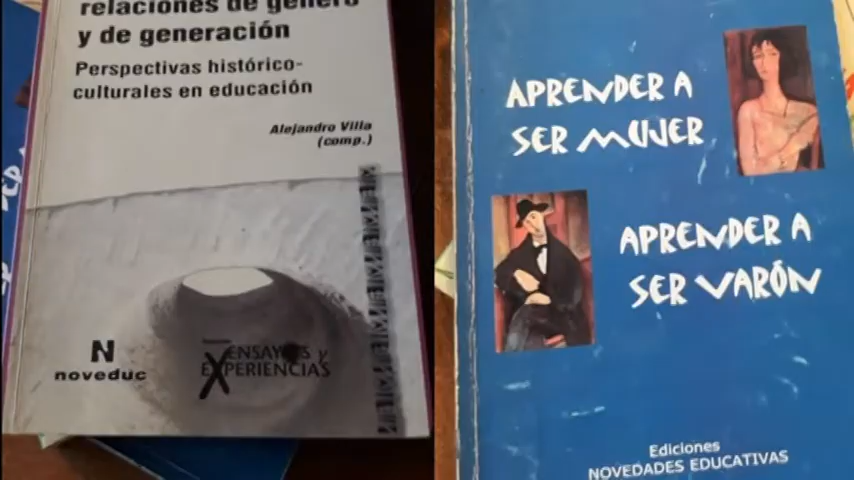 relaciones de género
y de generación
Perspectivas histórico-
culturales en educación
Alejandro Villa
(comp.)
N
noveduc
ENSAYOS y
EXPERIENCIAS
APRENDER A
SER MUJER
APRENDER A
SER VARÓN
Ediciones
NOVEDADES EDUCATIVAS